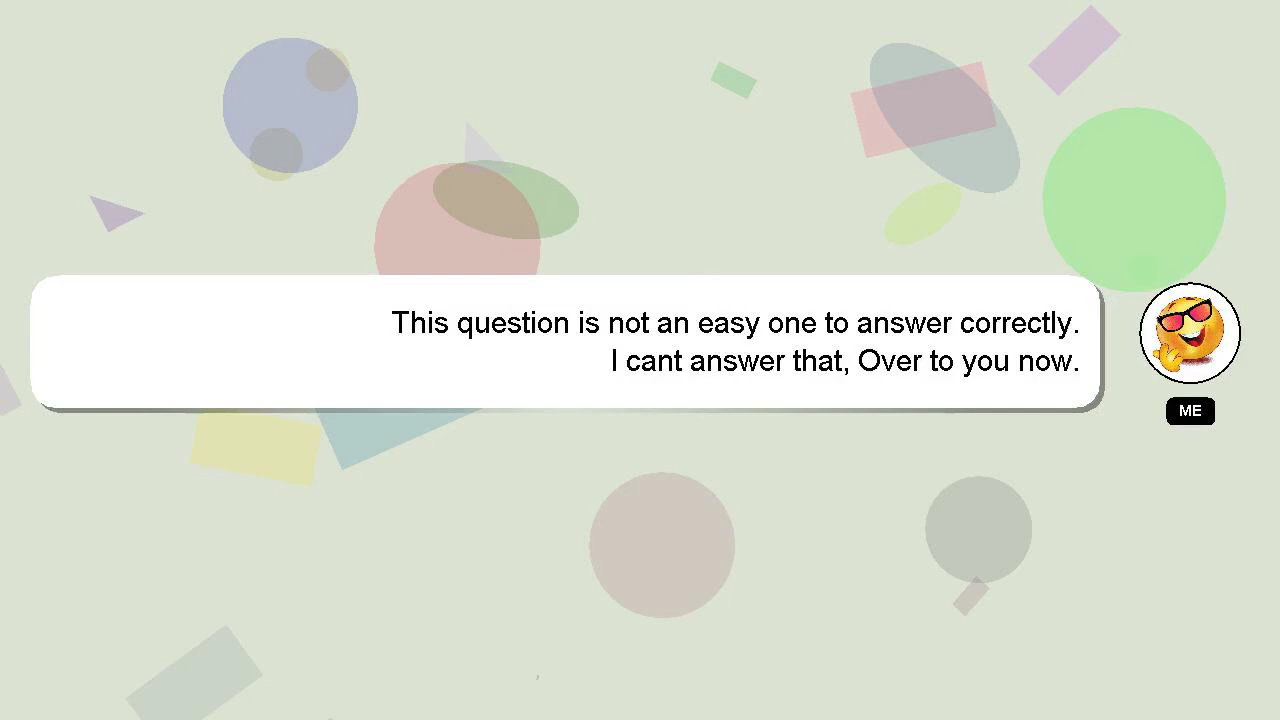 This question is not an easy one to answer correctly.
I cant answer that, Over to you now.
ME